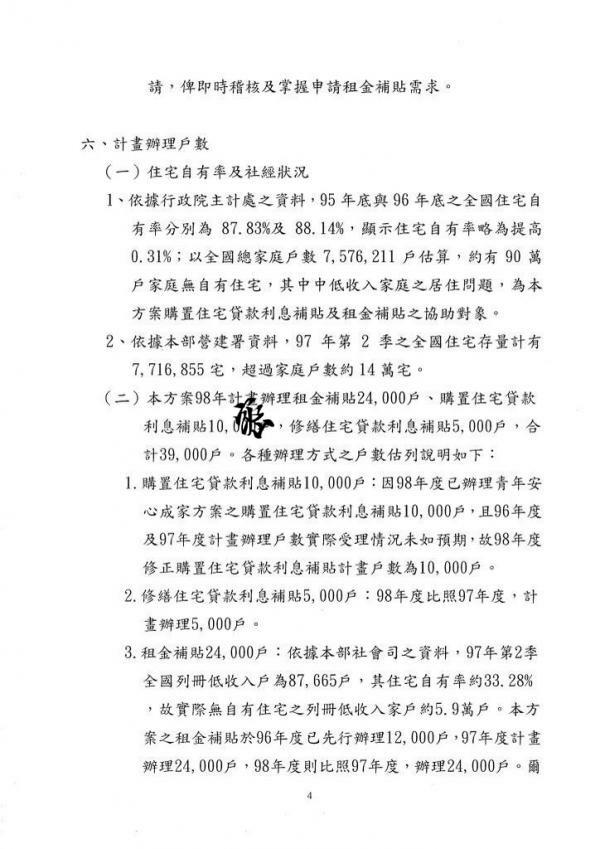 請，俾即時稽核及掌握申請租金補貼需求。
六、計畫辦理戶數
（一）住宅自有率及社經狀況
1、依據行政院主計處之資料，95 年底與 96 年底之全國住宅自
有率分別為 87.83%及 88.14%，顯示住宅自有率略為提高
0.31%；以全國總家庭戶數 7,576,211 戶估算，約有 90 萬
戶家庭無自有住宅，其中中低收入家庭之居住問題，為本
方案購置住宅貸款利息補貼及租金補貼之協助對象。
2、依據本部營建署資料，97 年第 2 季之全國住宅存量計有
7,716,855 宅，超過家庭戶數約 14 萬宅。
（二）本方案98年計畫辦理租金補貼24,000戶、購置住宅貸款
利息補貼10,，修繕住宅貸款利息補貼5,000戶，合
計39,000戶。各種辦理方式之戶數估列說明如下：
1.購置住宅貸款利息補貼10,000戶：因98年度已辦理青年安
心成家方案之購置住宅貸款利息補貼10,000戶，且96年度
及97年度計畫辦理戶數實際受理情況未如預期，故98年度
修正購置住宅貸款利息補貼計畫戶數為10,000戶。
2.修繕住宅貸款利息補貼5,000戶：98年度比照97年度，計
畫辦理5,000戶。
3.租金補貼24,000戶：依據本部社會司之資料，97年第2季
全國列冊低收入戶為87,665戶，其住宅自有率約33.28%
，故實際無自有住宅之列冊低收入家戶約5.9萬戶。本方
案之租金補貼於96年度已先行辦理12,000戶，97年度計畫
辦理24,000戶，98年度則比照97年度，辦理24,000戶。爾
4